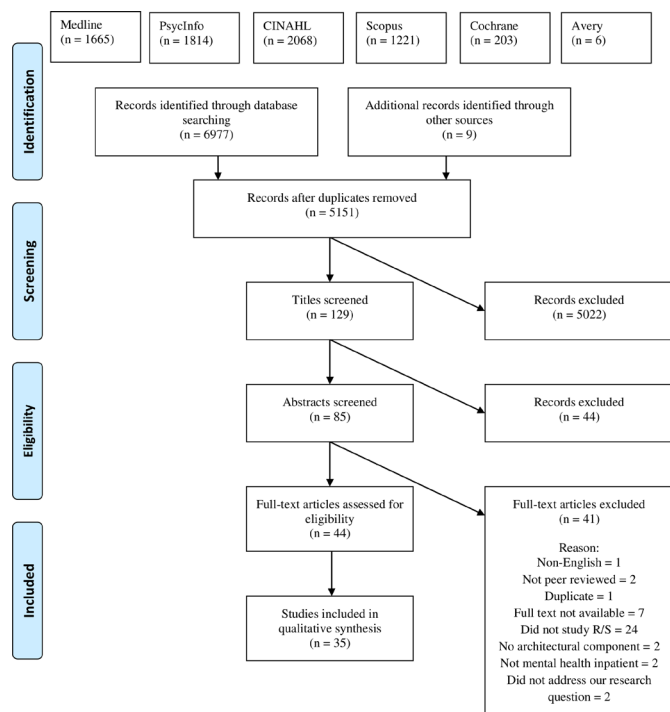 Medline
(n = 1665)
PsycInfo
(n = 1814)
CINAHL
(n = 2068)
Scopus
(n = 1221)
Cochrane
(n = 203)
Avery
(n = 6)
Identification
Records identified through database
searching
(n = 6977)
Additional records identified through
other sources
(n = 9)
Records after duplicates removed
(n = 5151)
Screening
Titles screened
(n = 129)
Records excluded
(n = 5022)
Eligibility
Abstracts screened
(n = 85)
Records excluded
(n = 44)
Full-text articles assessed for
eligibility
(n = 44)
Full-text articles excluded
(n = 41)
Reason:
Non-English = 1
Not peer reviewed = 2
Duplicate = 1
Full text not available = 7
Did not study R/S = 24
No architectural component = 2
Not mental health inpatient = 2
Did not address our research
question = 2
Included
Studies included in
qualitative synthesis
(n = 35)